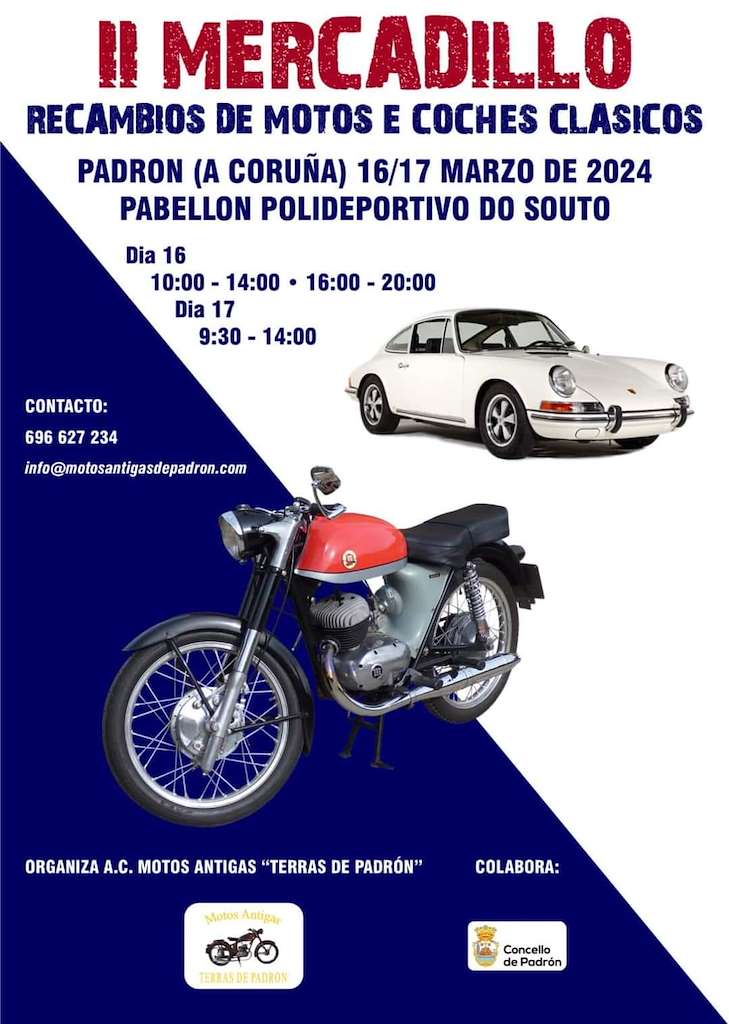 II MERCADILLO
RECAMBIOS DE MOTOS E COCHES CLASICOS
PADRON (A CORUÑA) 16/17 MARZO DE 2024
PABELLON POLIDEPORTIVO DO SOUTO
Dia 16
10:00 - 14:00 • 16:00 - 20:00
Dia 17
9:30 - 14:00
CONTACTO:
696 627 234
info@motosantigasdepadron.com
ORGANIZA A.C. MOTOS ANTIGAS “TERRAS DE PADRÓN”
COLABORA:
Motos Antigas
TERRAS DE PADRON
Concello
de Padrón